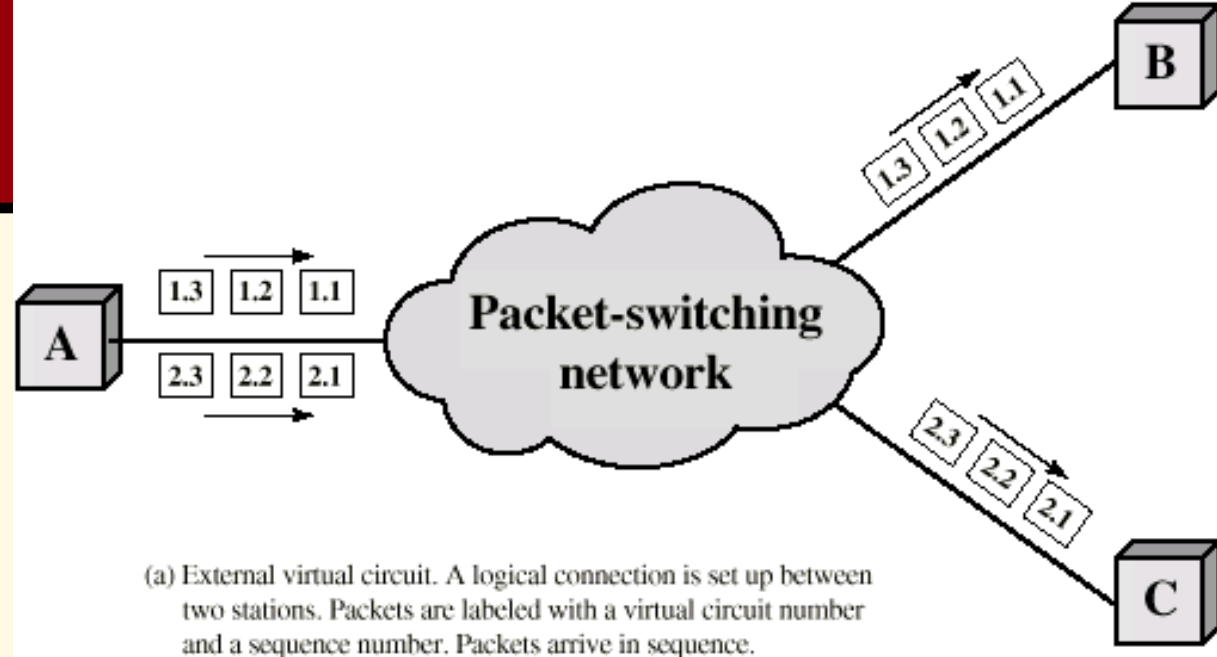 B
1.3 1.2 1.1
1.3 1.2 1.1
A
Packet-switching
network
2.3 2.2 2.1
2.3 2.2 2.1
C
(a) External virtual circuit. A logical connection is set up between
two stations. Packets are labeled with a virtual circuit number
and a sequence number. Packets arrive in sequence.